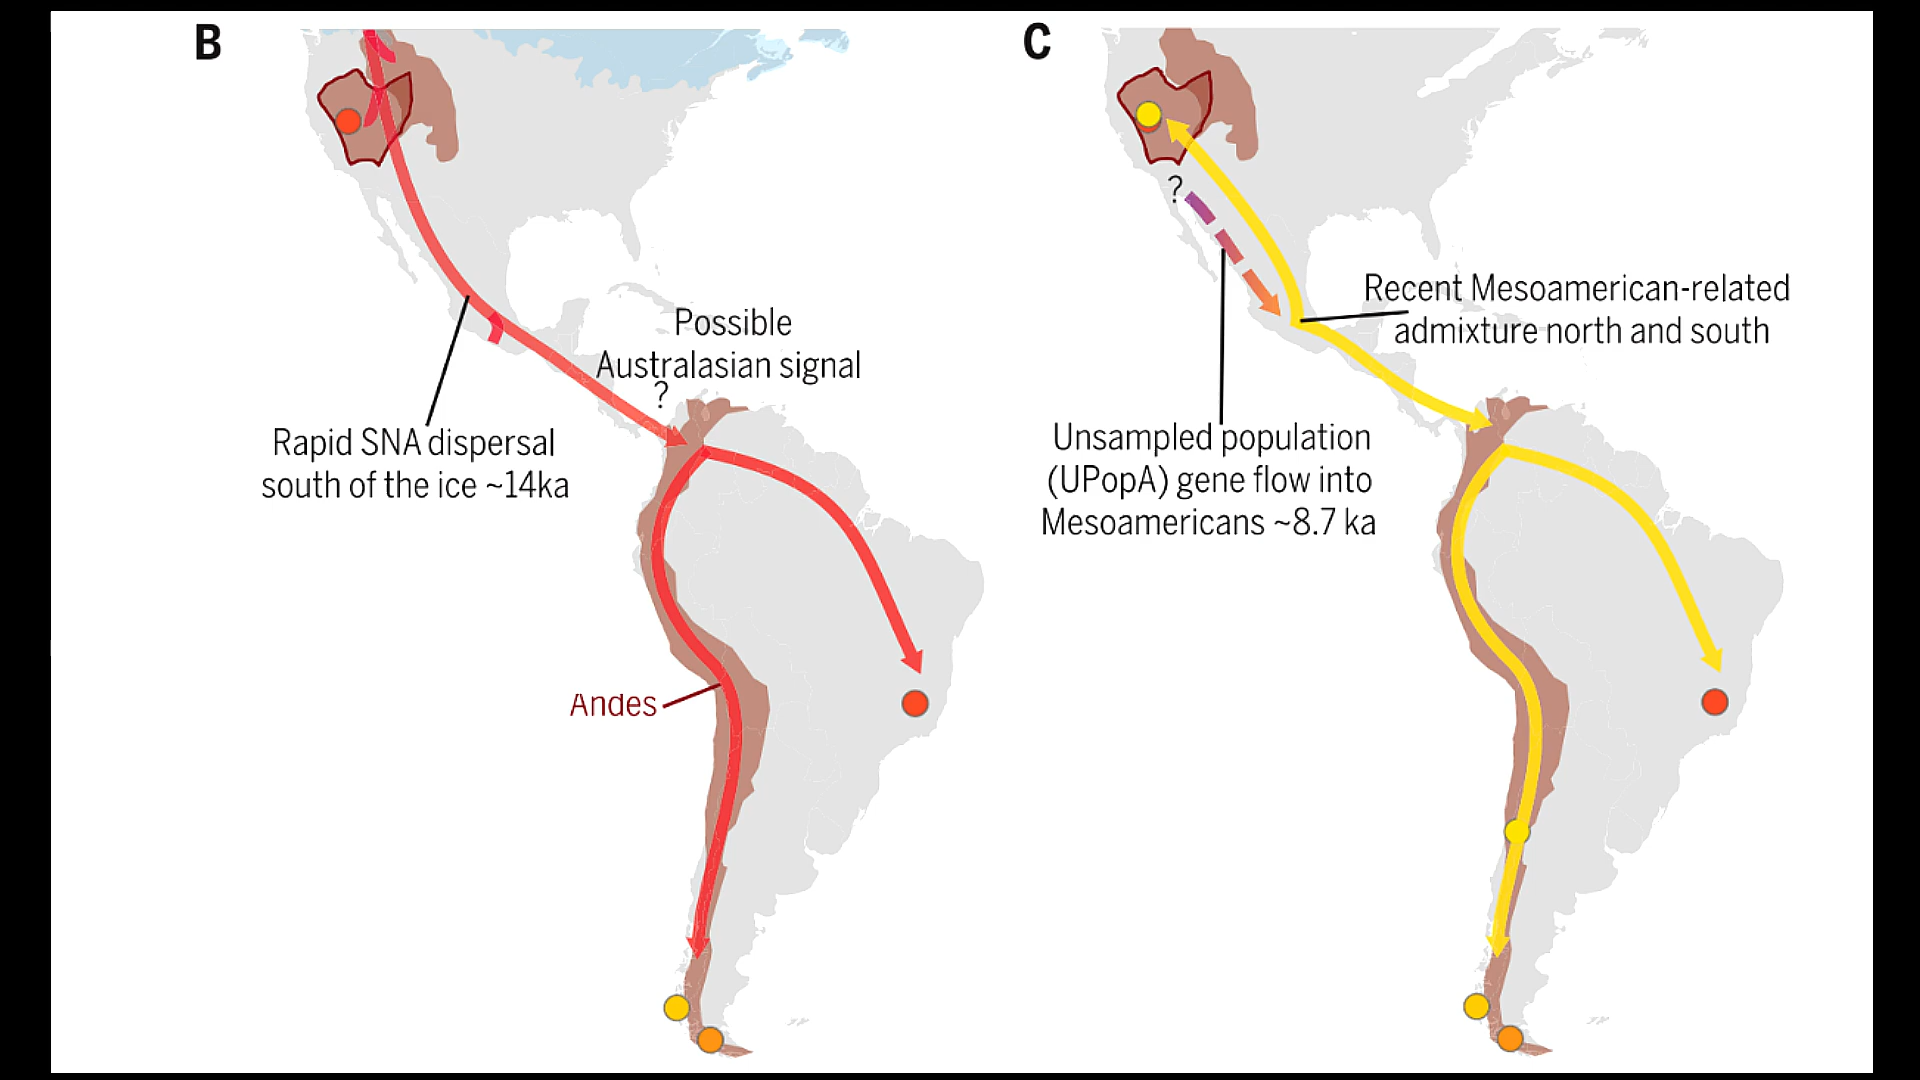 B
Possible
Australasian signal
?
Rapid SNA dispersal
south of the ice ~14ka
Andes
C
?
Recent Mesoamerican-related
admixture north and south
Unsampled population
(UPopA) gene flow into
Mesoamericans ~8.7 ka